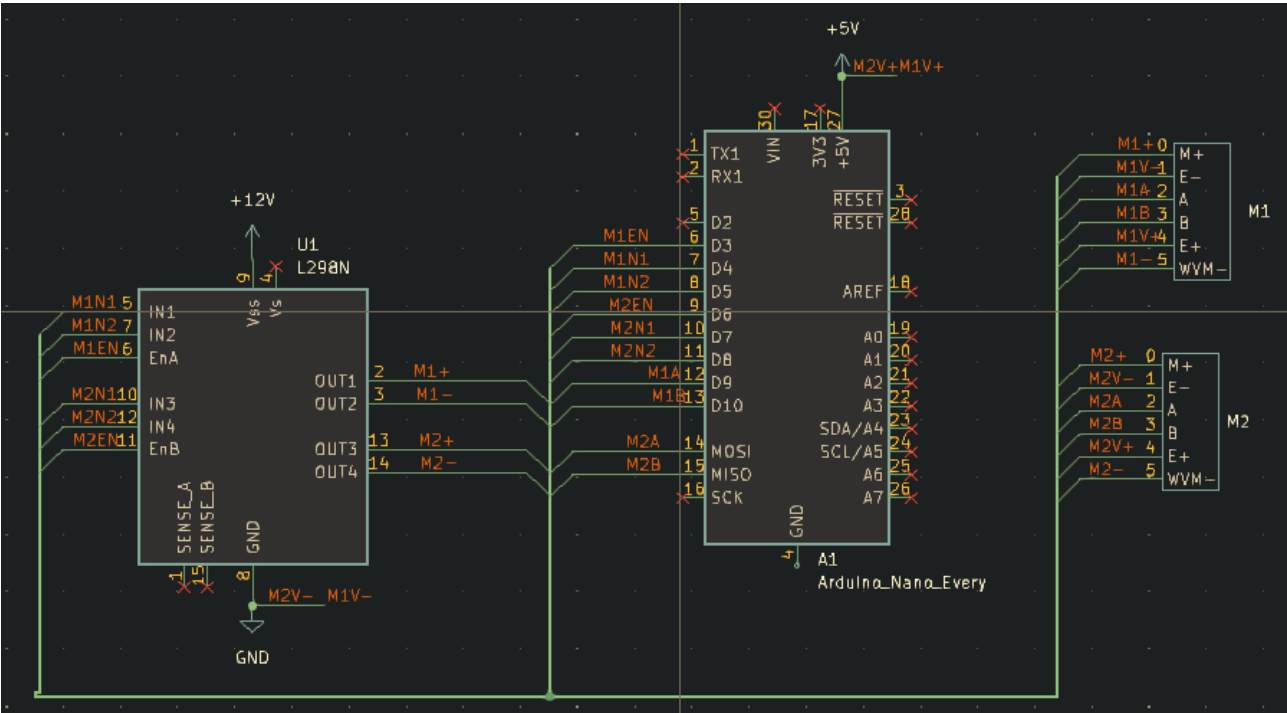 +12V
U1
L298N
9
4
Vss
Vs
M1N1 5 IN1
M1N2 7 IN2
M1EN 6 EnA
M2N1 10 IN3
M2N2 12 IN4
M2EN 11 EnB
OUT1 2 M1+
OUT2 3 M1-
OUT3 13 M2+
OUT4 14 M2-
SENSE_A
SENSE_B
GND
1
15
8
M2V- M1V-
GND
+5V
M2V+ M1V+
30
17
27
VIN
3V3
+5V
1 TX1
2 RX1
5 D2
M1EN 6 D3
M1N1 7 D4
M1N2 8 D5
M2EN 9 D6
M2N1 10 D7
M2N2 11 D8
M1A 12 D9
M1B 13 D10
M2A 14 MOSI
M2B 15 MISO
16 SCK
RESET 3
RESET 28
AREF 18
A0 19
A1 20
A2 21
A3 22
SDA/A4 23
SCL/A5 24
A6 25
A7 26
GND
4
A1
Arduino_Nano_Every
M1+ 0 M+
M1V- 1 E-
M1A 2 A
M1B 3 B
M1V+ 4 E+
M1- 5 WVM-
M1
M2+ 0 M+
M2V- 1 E-
M2A 2 A
M2B 3 B
M2V+ 4 E+
M2- 5 WVM-
M2